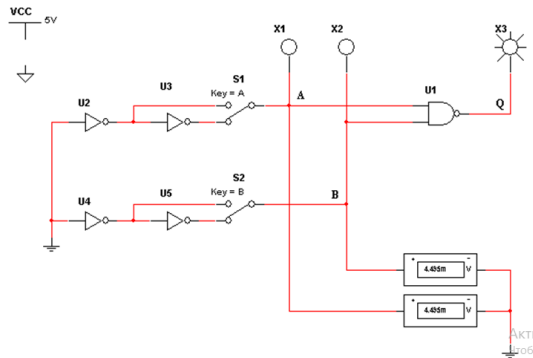 VCC
5V
X1
X2
X3
U3
S1
Key = A
A
U1
Q
U2
U4
U5
S2
Key = B
B
+
-
4.435m
V
+
-
4.435m
V